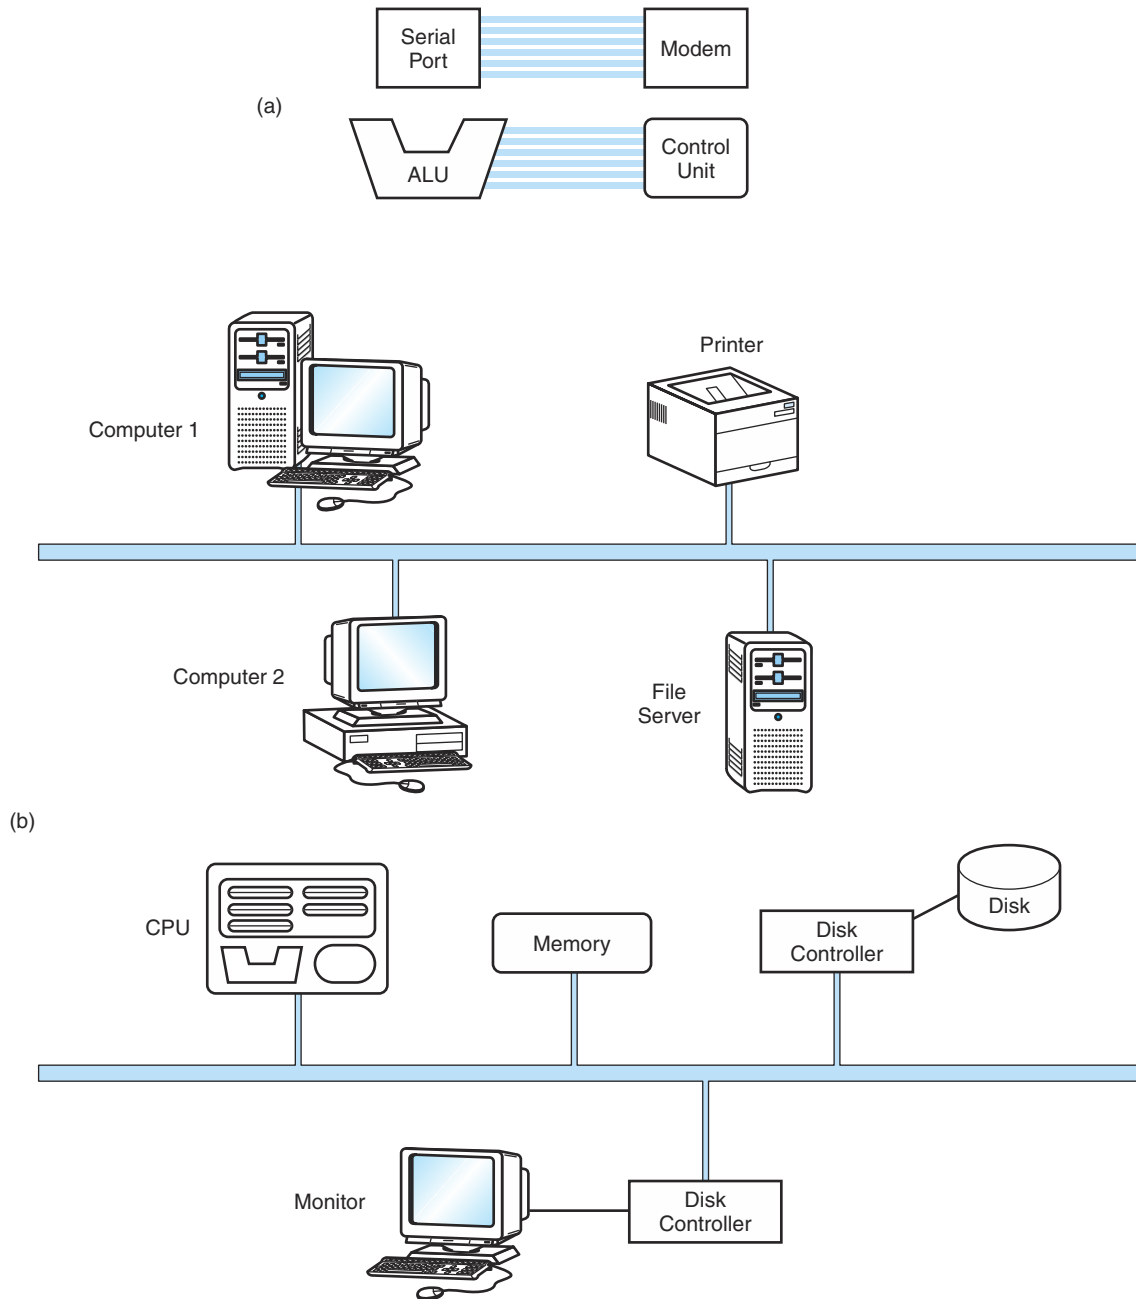 Serial
Port
Modem
(a)
ALU
Control
Unit
Printer
Computer 1
Computer 2
File
Server
(b)
CPU
Memory
Disk
Controller
Disk
Monitor
Disk
Controller